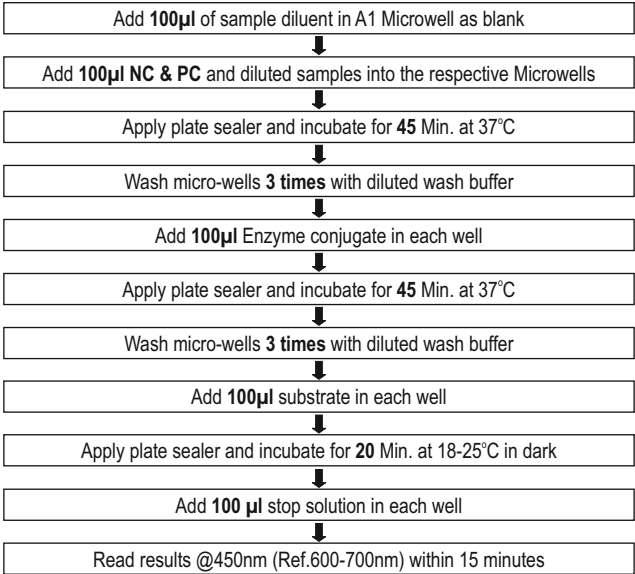 Add 100µl of sample diluent in A1 Microwell as blank
Add 100µl NC & PC and diluted samples into the respective Microwells
Apply plate sealer and incubate for 45 Min. at 37°C
Wash micro-wells 3 times with diluted wash buffer
Add 100µl Enzyme conjugate in each well
Apply plate sealer and incubate for 45 Min. at 37°C
Wash micro-wells 3 times with diluted wash buffer
Add 100µl substrate in each well
Apply plate sealer and incubate for 20 Min. at 18-25°C in dark
Add 100 µl stop solution in each well
Read results @450nm (Ref.600-700nm) within 15 minutes